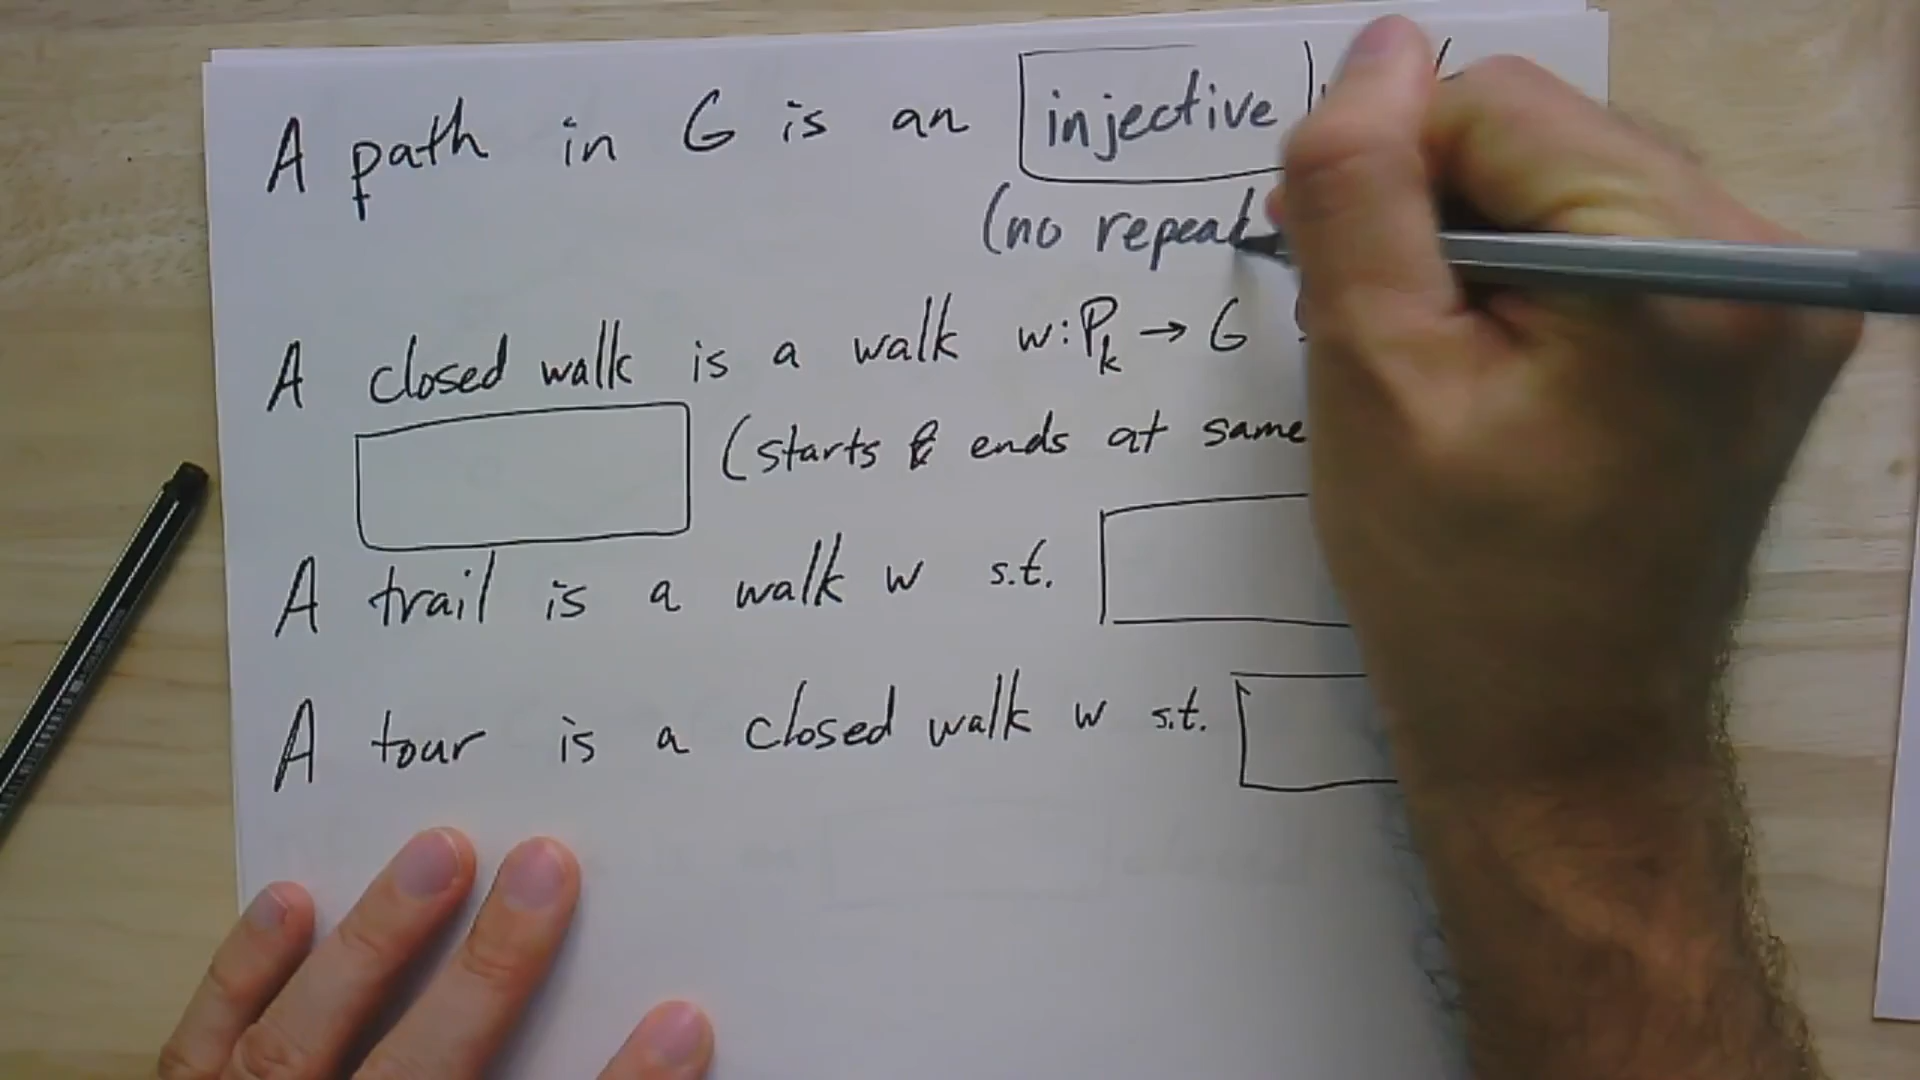 A path in G is an injective
(no repeat
A closed walk is a walk w: Pₖ → G
(starts & ends at same
A trail is a walk w s.t.
A tour is a closed walk w s.t.